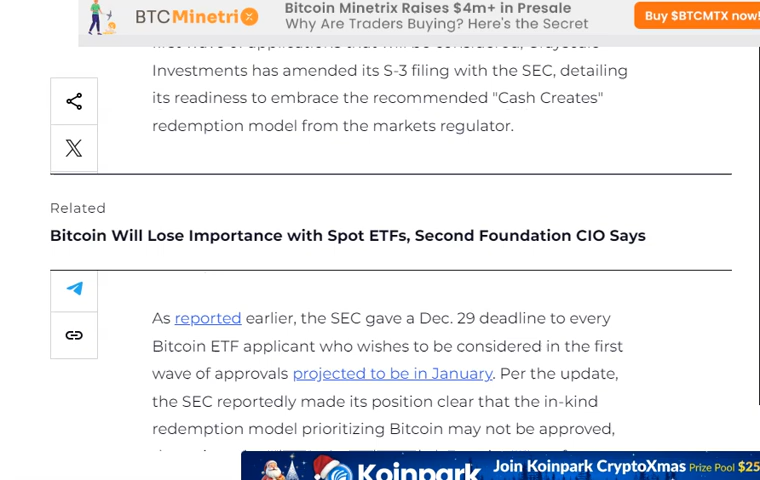 BTCMinetrix
Bitcoin Minetrix Raises $4m+ in Presale
Why Are Traders Buying? Here's the Secret
Buy $BTCMTX now!
Investments has amended its S-3 filing with the SEC, detailing
its readiness to embrace the recommended "Cash Creates"
redemption model from the markets regulator.
Related
Bitcoin Will Lose Importance with Spot ETFs, Second Foundation CIO Says
As reported earlier, the SEC gave a Dec. 29 deadline to every
Bitcoin ETF applicant who wishes to be considered in the first
wave of approvals projected to be in January. Per the update,
the SEC reportedly made its position clear that the in-kind
redemption model prioritizing Bitcoin may not be approved,
Koinpark
Join Koinpark CryptoXmas Prize Pool $25